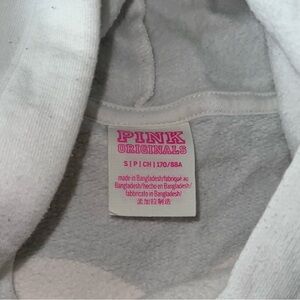 PINK
ORIGINALS
S | P | CH | 170/88A
made in Bangladesh/fabriqué au
Bangladesh/hecho en Bangladesh/
fabbricato in Bangladesh/
孟加拉制造